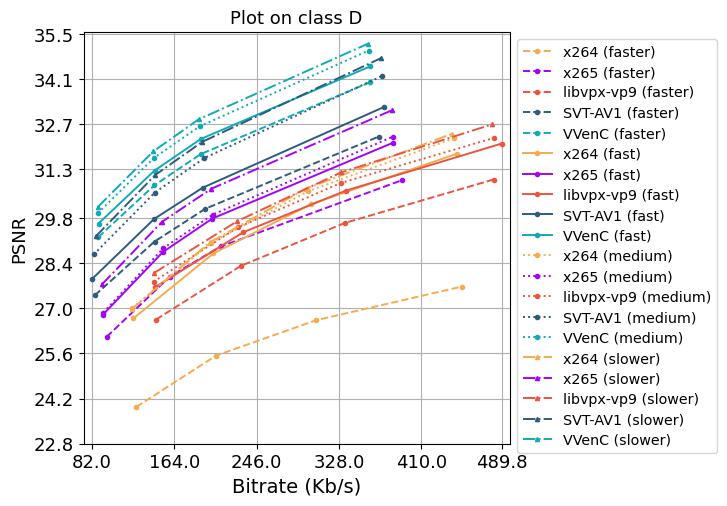 Plot on class D
35.5
34.1
32.7
31.3
29.8
28.4
27.0
25.6
24.2
22.8
PSNR
82.0 164.0 246.0 328.0 410.0 489.8
Bitrate (Kb/s)
x264 (faster)
x265 (faster)
libvpx-vp9 (faster)
SVT-AV1 (faster)
VVenC (faster)
x264 (fast)
x265 (fast)
libvpx-vp9 (fast)
SVT-AV1 (fast)
VVenC (fast)
x264 (medium)
x265 (medium)
libvpx-vp9 (medium)
SVT-AV1 (medium)
VVenC (medium)
x264 (slower)
x265 (slower)
libvpx-vp9 (slower)
SVT-AV1 (slower)
VVenC (slower)